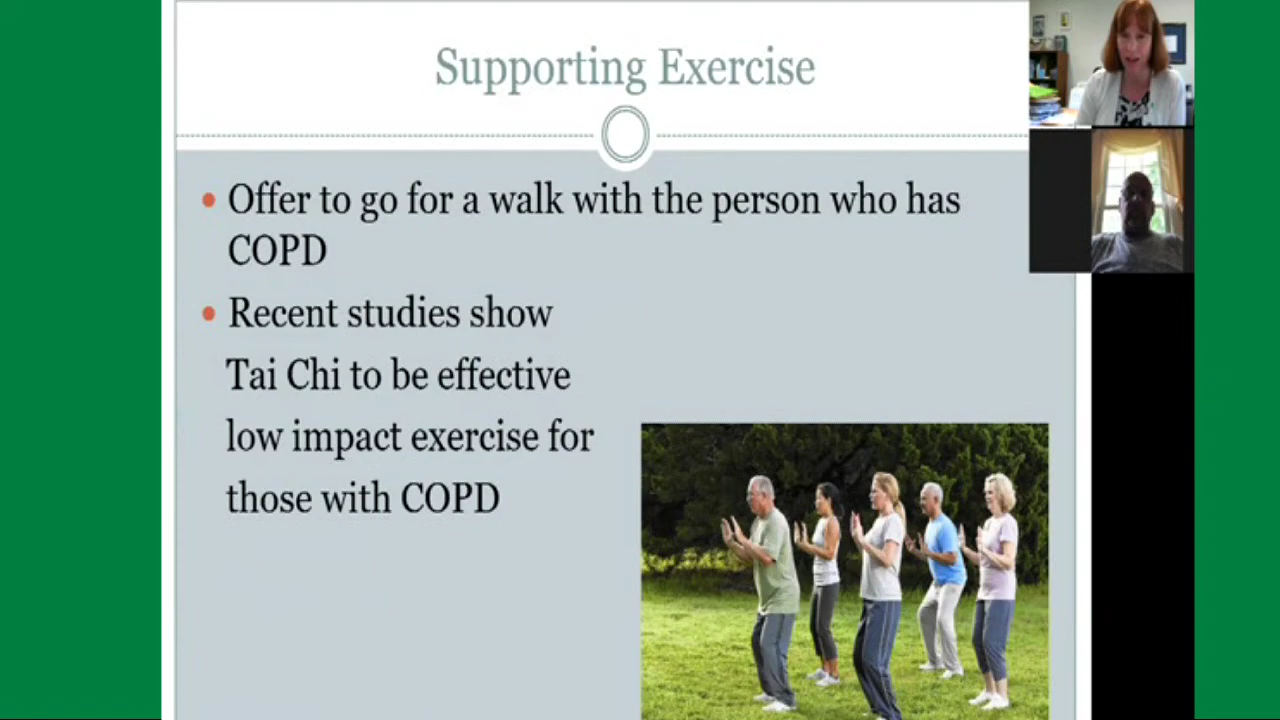 Supporting Exercise
• Offer to go for a walk with the person who has
COPD
• Recent studies show
Tai Chi to be effective
low impact exercise for
those with COPD